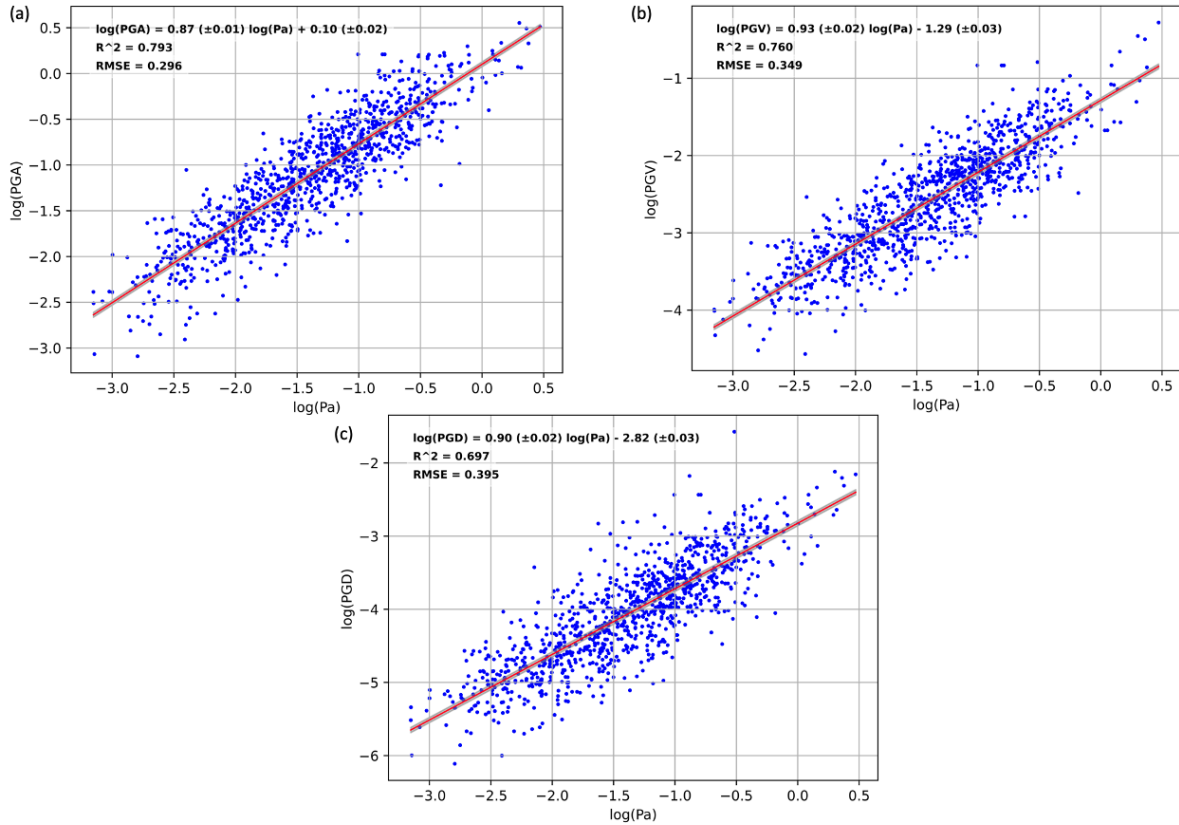 (a)
log(PGA) = 0.87 (±0.01) log(Pa) + 0.10 (±0.02)
R^2 = 0.793
RMSE = 0.296
0.5
0.0
−0.5
−1.0
−1.5
−2.0
−2.5
−3.0
log(PGA)
−3.0 −2.5 −2.0 −1.5 −1.0 −0.5 0.0 0.5
log(Pa)
(b)
log(PGV) = 0.93 (±0.02) log(Pa) - 1.29 (±0.03)
R^2 = 0.760
RMSE = 0.349
−1
−2
−3
−4
log(PGV)
−3.0 −2.5 −2.0 −1.5 −1.0 −0.5 0.0 0.5
log(Pa)
(c)
log(PGD) = 0.90 (±0.02) log(Pa) - 2.82 (±0.03)
R^2 = 0.697
RMSE = 0.395
−2
−3
−4
−5
−6
log(PGD)
−3.0 −2.5 −2.0 −1.5 −1.0 −0.5 0.0 0.5
log(Pa)